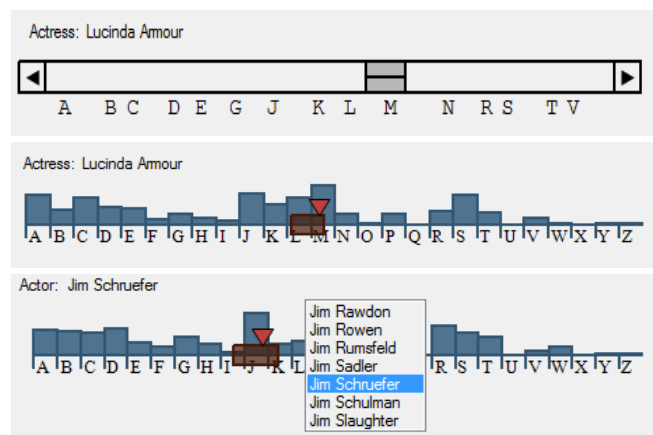 Actress: Lucinda Armour
A B C D E G J K L M N R S T V
Actress: Lucinda Armour
A B C D E F G H I J K L M N O P Q R S T U V W X Y Z
Actor: Jim Schruefer
Jim Rawdon
Jim Rowen
Jim Rumsfeld
Jim Sadler
Jim Schruefer
Jim Schulman
Jim Slaughter
A B C D E F G H I J K L R S T U V W X Y Z